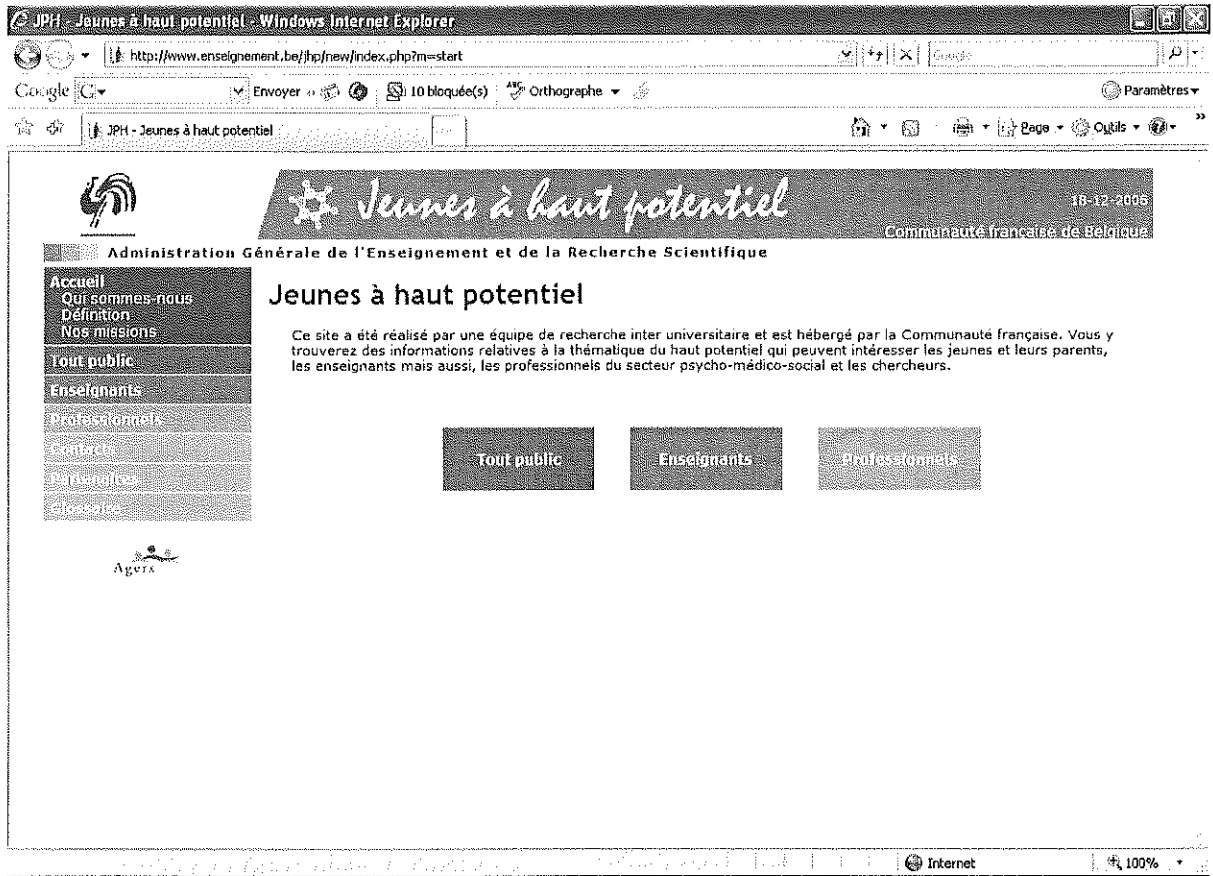 JPH - Jeunes à haut potentiel - Windows Internet Explorer
http://www.enseignement.be/jhp/new/index.php?m=start
Google
Google G Envoyer 10 bloquée(s) Orthographe Paramètres
JPH - Jeunes à haut potentiel ... Page Outils »
Jeunes à haut potentiel
18-12-2006
Communauté française de Belgique
Administration Générale de l'Enseignement et de la Recherche Scientifique
Accueil
Qui sommes-nous
Définition
Nos missions
Tout public
Enseignants
Professionnels
Contacts
Partenaires
Glossaire
Agers
Jeunes à haut potentiel
Ce site a été réalisé par une équipe de recherche inter universitaire et est hébergé par la Communauté française. Vous y
trouverez des informations relatives à la thématique du haut potentiel qui peuvent intéresser les jeunes et leurs parents,
les enseignants mais aussi, les professionnels du secteur psycho-médico-social et les chercheurs.
Tout public Enseignants Professionnels
Internet 100%